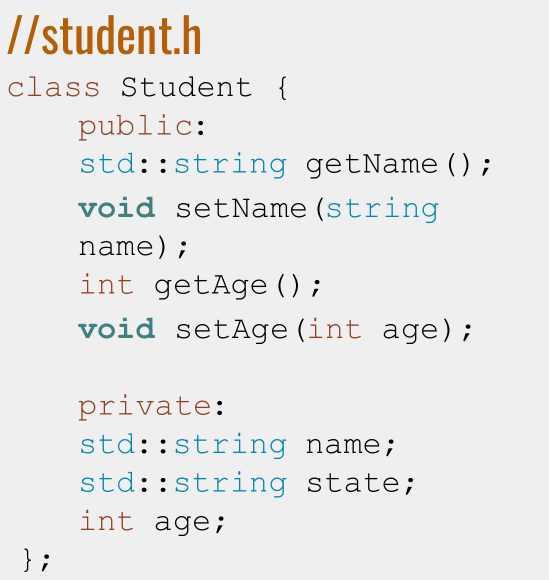 //student.h
class Student {
public:
std::string getName();
void setName(string
name);
int getAge();
void setAge(int age);
private:
std::string name;
std::string state;
int age;
};